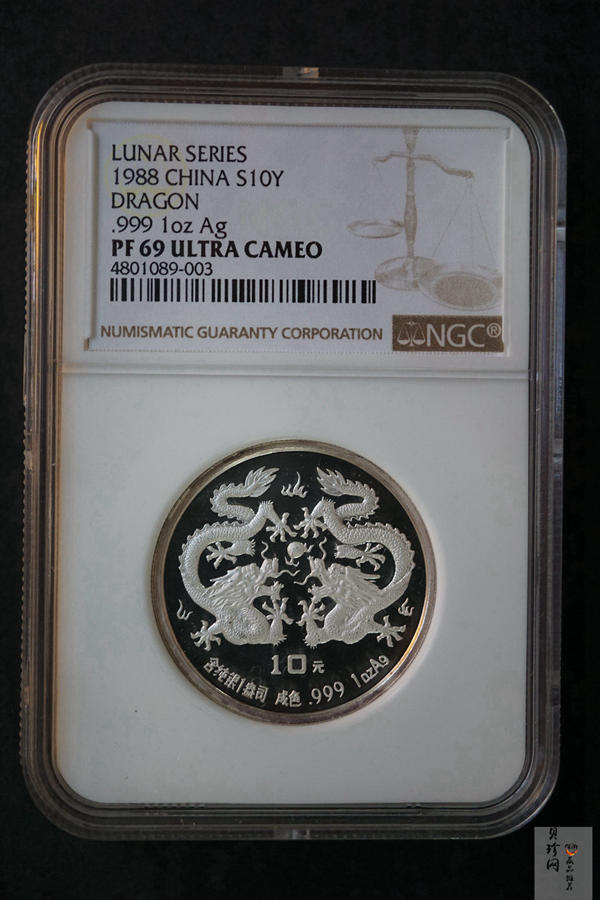 LUNAR SERIES
1988 CHINA S10Y
DRAGON
.999 1oz Ag
PF 69 ULTRA CAMEO
4801089-003
NUMISMATIC GUARANTY CORPORATION
NGC®
10元
含纯银1盎司 成色 .999 1ozAg
贝珍网